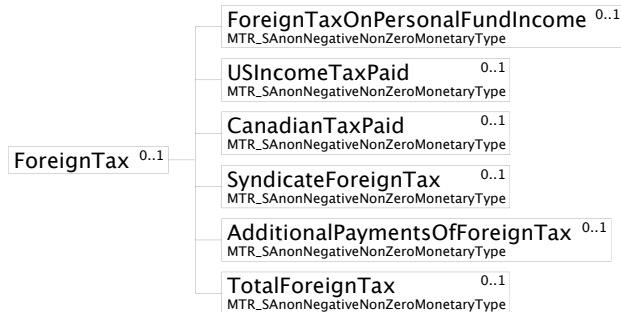 ForeignTaxOnPersonalFundIncome 0..1
MTR_SAnonNegativeNonZeroMonetaryType
USIncomeTaxPaid 0..1
MTR_SAnonNegativeNonZeroMonetaryType
CanadianTaxPaid 0..1
MTR_SAnonNegativeNonZeroMonetaryType
ForeignTax 0..1
SyndicateForeignTax 0..1
MTR_SAnonNegativeNonZeroMonetaryType
AdditionalPaymentsOfForeignTax 0..1
MTR_SAnonNegativeNonZeroMonetaryType
TotalForeignTax 0..1
MTR_SAnonNegativeNonZeroMonetaryType